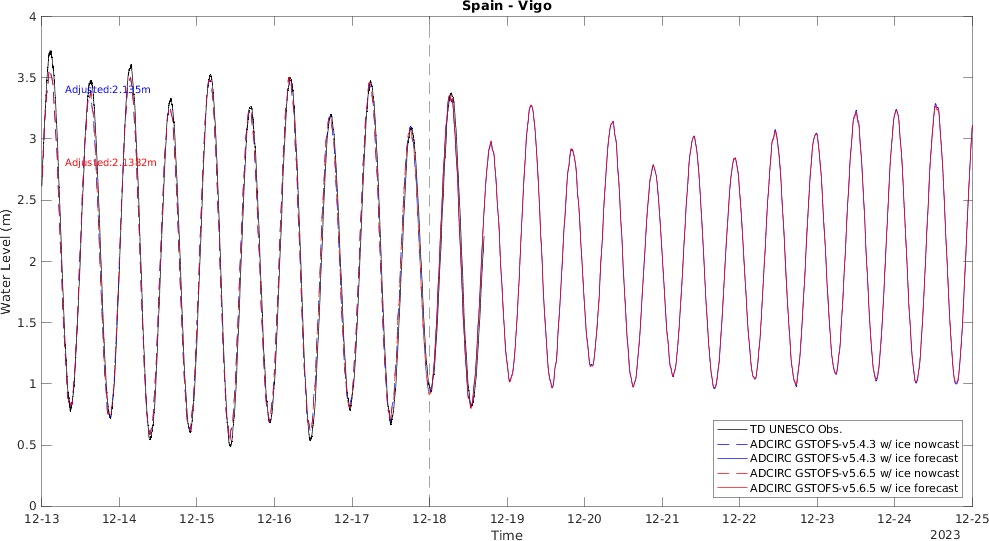 Spain - Vigo
4
3.5
3
2.5
2
1.5
1
0.5
0
Water Level (m)
Adjusted:2.135m
Adjusted:2.1382m
TD UNESCO Obs.
ADCIRC GSTOFS-v5.4.3 w/ ice nowcast
ADCIRC GSTOFS-v5.4.3 w/ ice forecast
ADCIRC GSTOFS-v5.6.5 w/ ice nowcast
ADCIRC GSTOFS-v5.6.5 w/ ice forecast
12-13 12-14 12-15 12-16 12-17 12-18 12-19 12-20 12-21 12-22 12-23 12-24 12-25
Time
2023